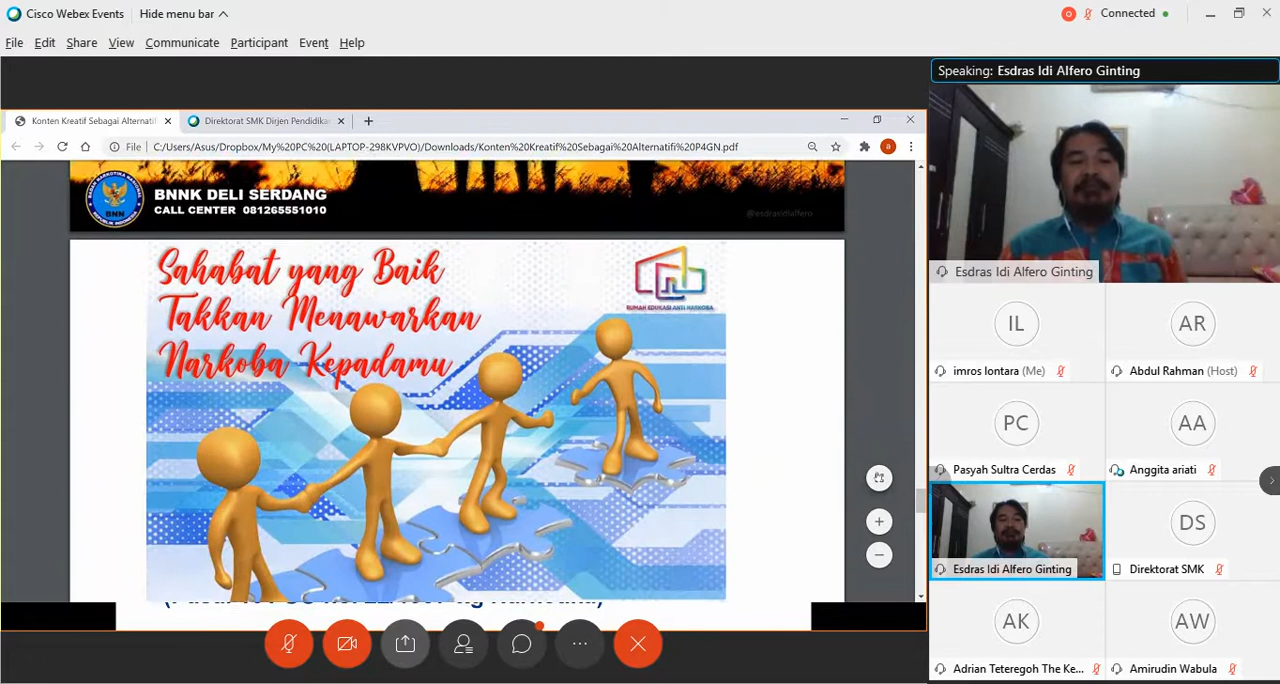 Cisco Webex Events
Hide menu bar
Connected
File Edit Share View Communicate Participant Event Help
Speaking: Esdras Idi Alfero Ginting
Konten Kreatif Sebagai Alternatif
Direktorat SMK Dirjen Pendidika
File
C:/Users/Asus/Dropbox/My%20PC%20(LAPTOP-298KVPVO)/Downloads/Konten%20Kreatif%20Sebagai%20Alternatifi%20P4GN.pdf
a
BNN
BNNK DELI SERDANG
CALL CENTER 081265551010
@esdrasidialfero
Sahabat yang Baik
Takkan Menawarkan
Narkoba Kepadamu
RUMAH EDUKASI ANTI NARKOBA
Esdras Idi Alfero Ginting
IL
AR
imros lontara (Me)
Abdul Rahman (Host)
PC
AA
Pasyah Sultra Cerdas
Anggita ariati
DS
Esdras Idi Alfero Ginting
Direktorat SMK
AK
AW
Adrian Teteregoh The Ke...
Amirudin Wabula